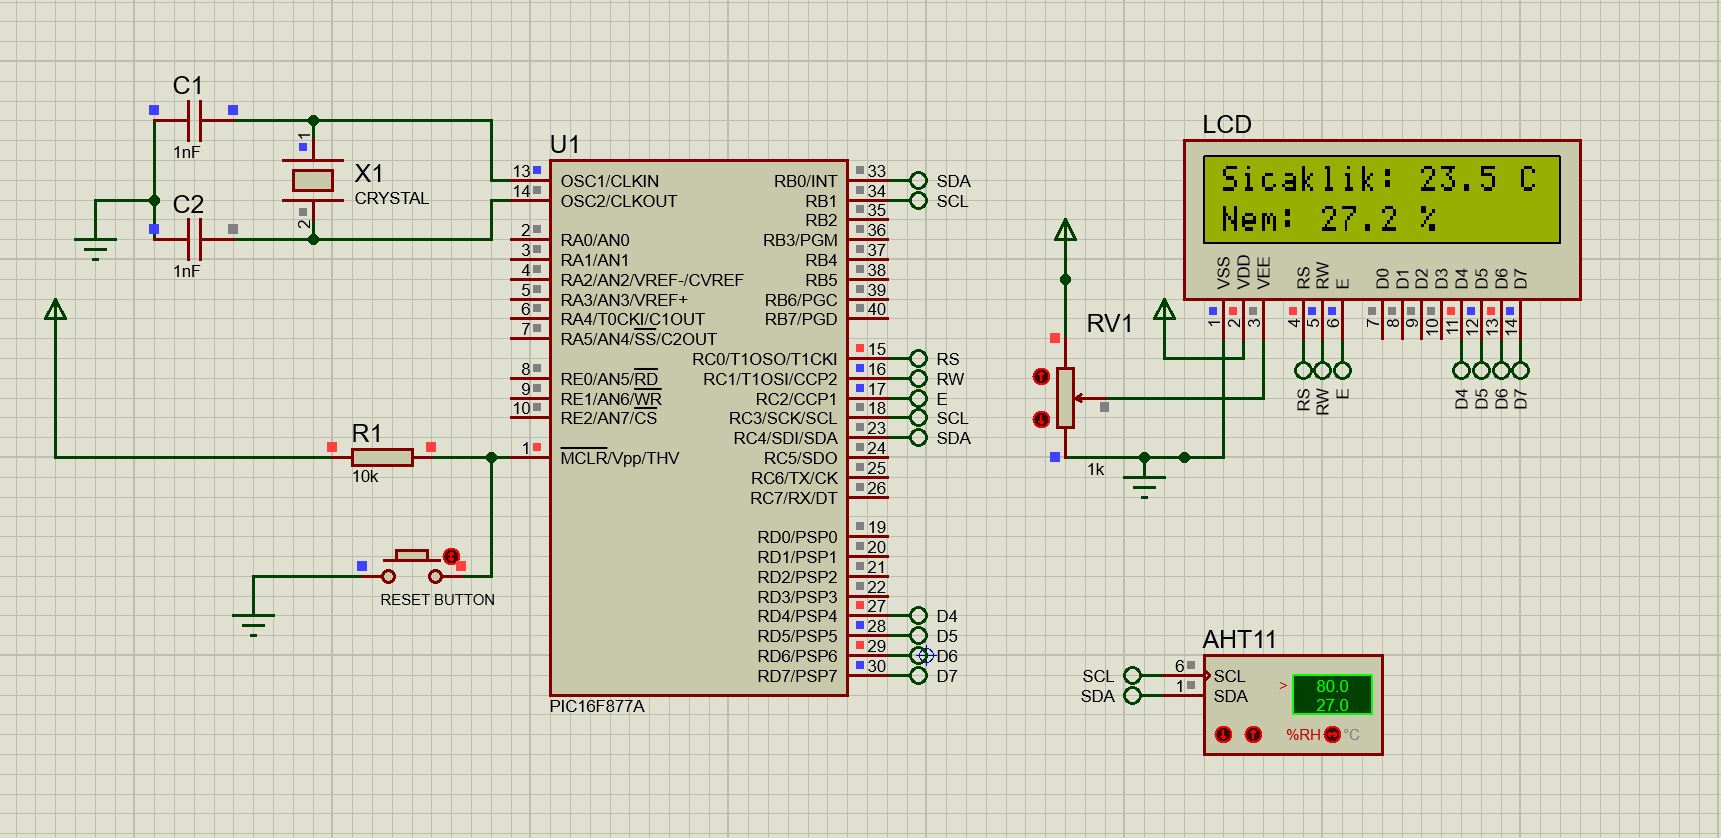 C1
1nF
1
X1
CRYSTAL
2
C2
1nF
R1
10k
RESET BUTTON
U1
13 OSC1/CLKIN
14 OSC2/CLKOUT
2 RA0/AN0
3 RA1/AN1
4 RA2/AN2/VREF-/CVREF
5 RA3/AN3/VREF+
6 RA4/T0CKI/C1OUT
7 RA5/AN4/SS/C2OUT
8 RE0/AN5/RD
9 RE1/AN6/WR
10 RE2/AN7/CS
1 MCLR/Vpp/THV
RB0/INT 33 SDA
RB1 34 SCL
RB2 35
RB3/PGM 36
RB4 37
RB5 38
RB6/PGC 39
RB7/PGD 40
RC0/T1OSO/T1CKI 15 RS
RC1/T1OSI/CCP2 16 RW
RC2/CCP1 17 E
RC3/SCK/SCL 18 SCL
RC4/SDI/SDA 23 SDA
RC5/SDO 24
RC6/TX/CK 25
RC7/RX/DT 26
RD0/PSP0 19
RD1/PSP1 20
RD2/PSP2 21
RD3/PSP3 22
RD4/PSP4 27 D4
RD5/PSP5 28 D5
RD6/PSP6 29 D6
RD7/PSP7 30 D7
PIC16F877A
RV1
1k
LCD
Sicaklik: 23.5 C
Nem: 27.2 %
VSS VDD VEE RS RW E D0 D1 D2 D3 D4 D5 D6 D7
1 2 3 4 5 6 7 8 9 10 11 12 13 14
RS RW E D4 D5 D6 D7
AHT11
SCL 6 SCL
SDA 1 SDA
> 80.0
27.0
%RH °C